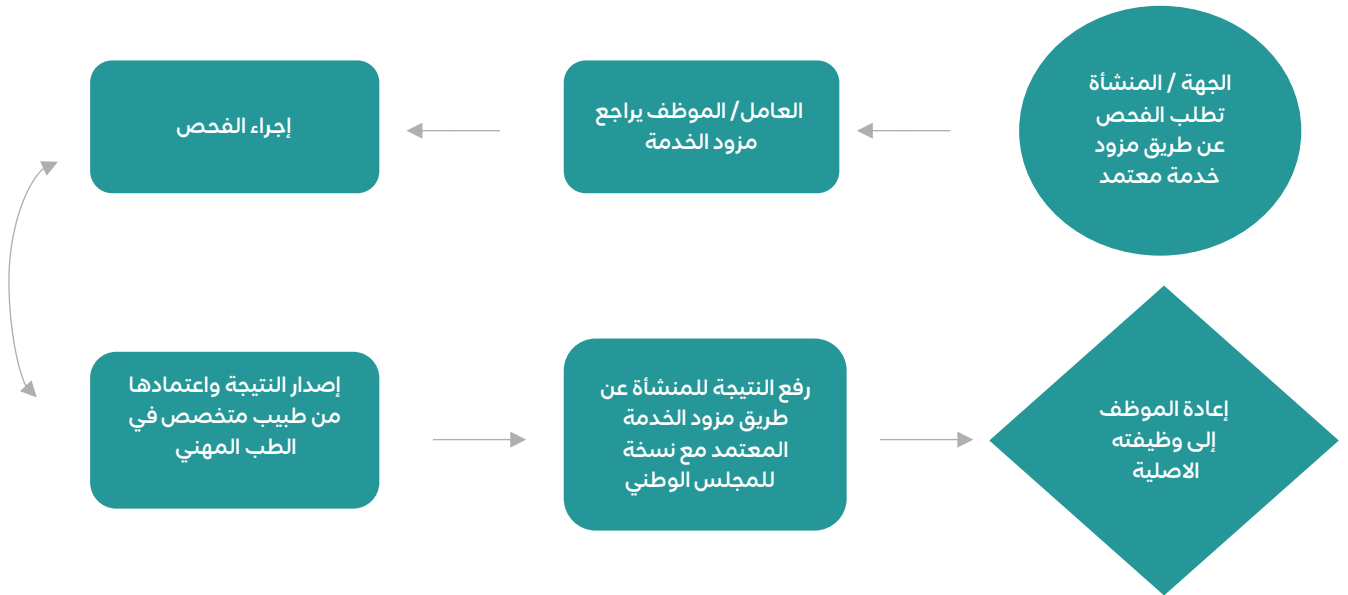 الجهة / المنشأة
تطلب الفحص
عن طريق مزود
خدمة معتمد
العامل/ الموظف يراجع
مزود الخدمة
إجراء الفحص
إصدار النتيجة واعتمادها
من طبيب متخصص في
الطب المهني
رفع النتيجة للمنشأة عن
طريق مزود الخدمة
المعتمد مع نسخة
للمجلس الوطني
إعادة الموظف
إلى وظيفته
الاصلية